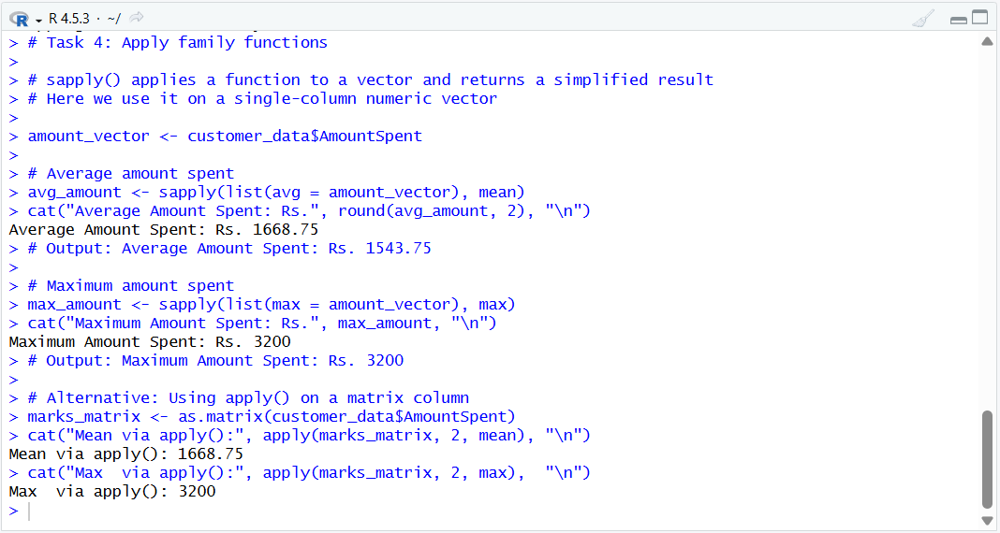 R 4.5.3 · ~/
> # Task 4: Apply family functions
>
> # sapply() applies a function to a vector and returns a simplified result
> # Here we use it on a single-column numeric vector
>
> amount_vector <- customer_data$AmountSpent
>
> # Average amount spent
> avg_amount <- sapply(list(avg = amount_vector), mean)
> cat("Average Amount Spent: Rs.", round(avg_amount, 2), "\n")
Average Amount Spent: Rs. 1668.75
> # Output: Average Amount Spent: Rs. 1543.75
>
> # Maximum amount spent
> max_amount <- sapply(list(max = amount_vector), max)
> cat("Maximum Amount Spent: Rs.", max_amount, "\n")
Maximum Amount Spent: Rs. 3200
> # Output: Maximum Amount Spent: Rs. 3200
>
> # Alternative: Using apply() on a matrix column
> marks_matrix <- as.matrix(customer_data$AmountSpent)
> cat("Mean via apply():", apply(marks_matrix, 2, mean), "\n")
Mean via apply(): 1668.75
> cat("Max  via apply():", apply(marks_matrix, 2, max),  "\n")
Max  via apply(): 3200
>